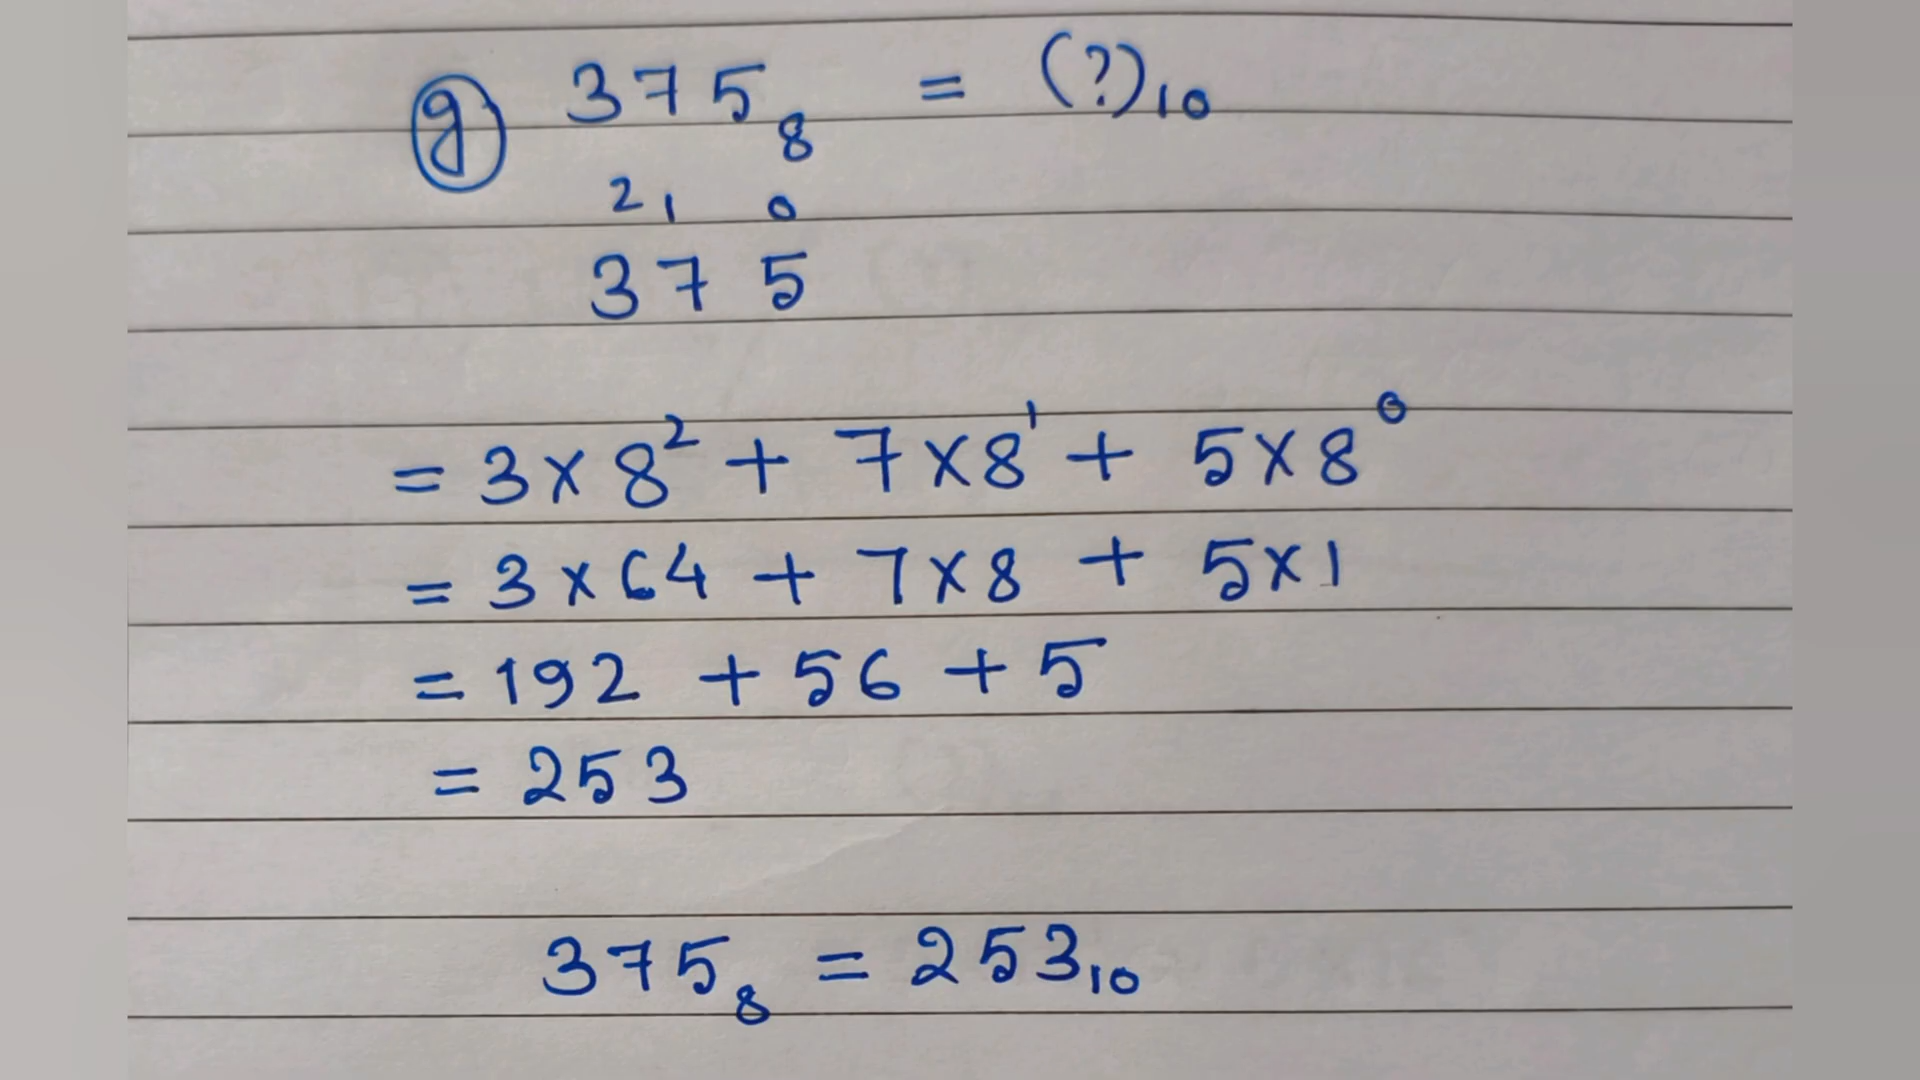 g 375₈ = (?)₁₀
2 1 0
375
= 3×8² + 7×8¹ + 5×8⁰
= 3×64 + 7×8 + 5×1
= 192 + 56 + 5
= 253
375₈ = 253₁₀